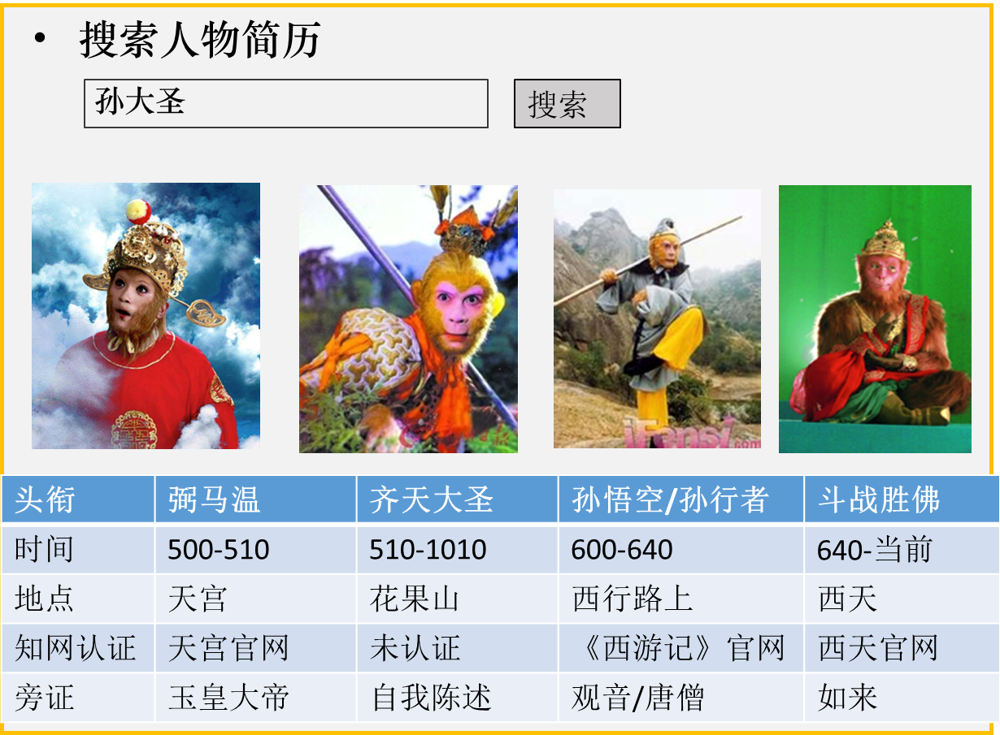 • 搜索人物简历
孙大圣 搜索
iFensi.com
头衔 弼马温 齐天大圣 孙悟空/孙行者 斗战胜佛
时间 500-510 510-1010 600-640 640-当前
地点 天宫 花果山 西行路上 西天
知网认证 天宫官网 未认证 《西游记》官网 西天官网
旁证 玉皇大帝 自我陈述 观音/唐僧 如来